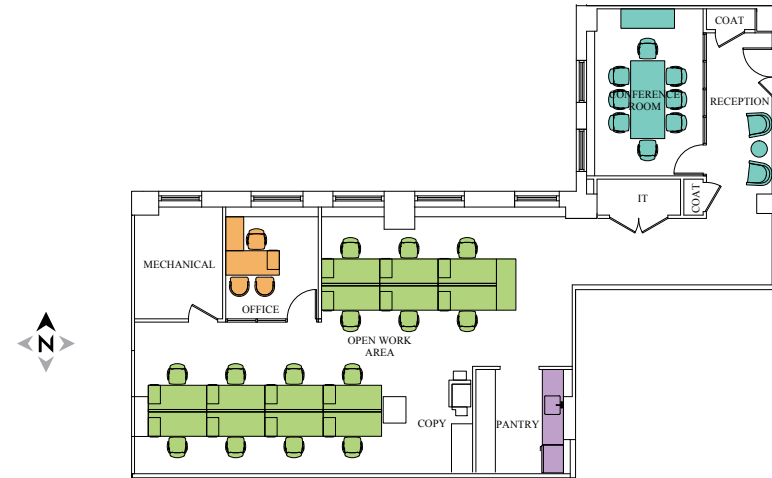 COAT
CONFERENCE
ROOM
RECEPTION
COAT
IT
MECHANICAL
OFFICE
N
OPEN WORK
AREA
COPY
PANTRY